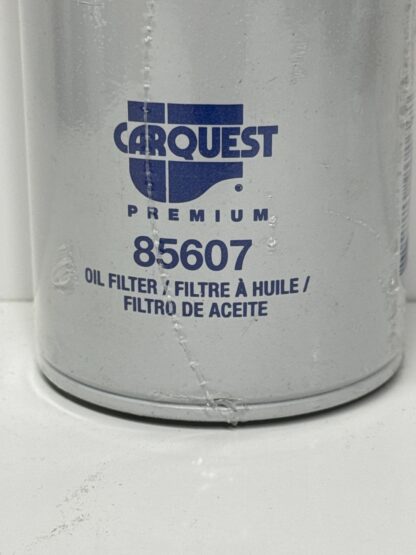 CARQUEST
PREMIUM
85607
OIL FILTER / FILTRE À HUILE /
FILTRO DE ACEITE